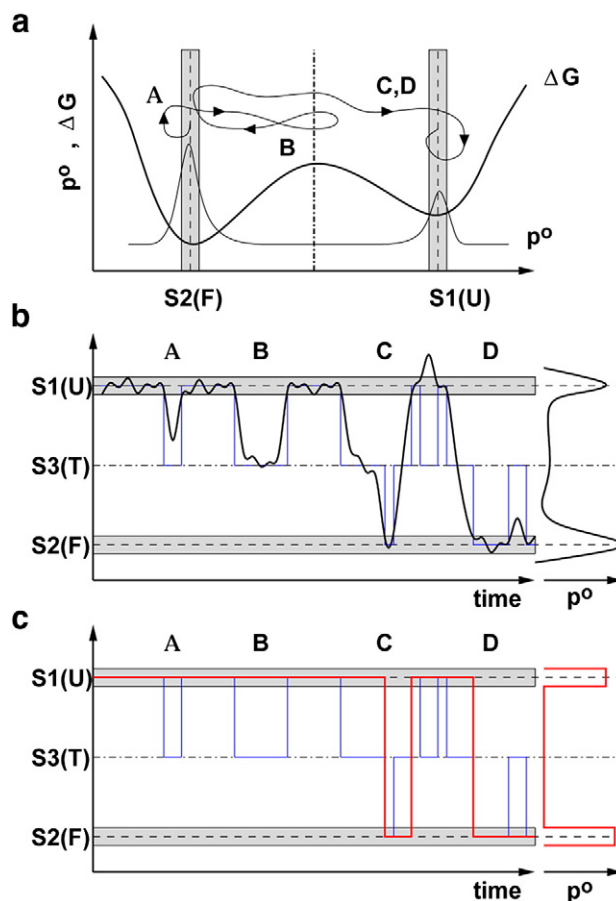 a
p° , ΔG
A
B
C,D
ΔG
p°
S2(F)
S1(U)
b
A
B
C
D
S1(U)
S3(T)
S2(F)
time
p°
c
A
B
C
D
S1(U)
S3(T)
S2(F)
time
p°